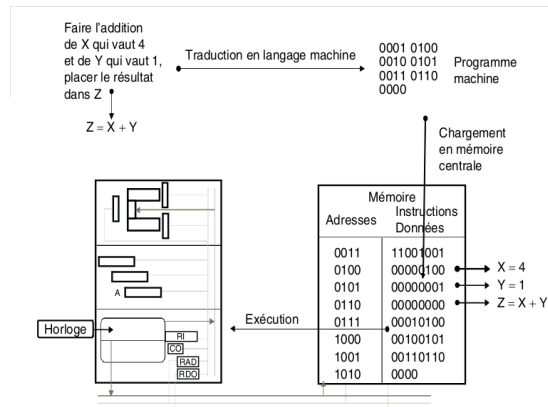 Faire l'addition
de X qui vaut 4
et de Y qui vaut 1,
placer le résultat
dans Z
Z = X + Y
Traduction en langage machine
0001 0100
0010 0101
0011 0110
0000
Programme
machine
Chargement
en mémoire
centrale
Mémoire
Adresses
Instructions
Données
0011 11001001
0100 00000100
0101 00000001
0110 00000000
0111 00010100
1000 00100101
1001 00110110
1010 0000
X = 4
Y = 1
Z = X + Y
Exécution
A
Horloge
RI
CO
RAD
RDO